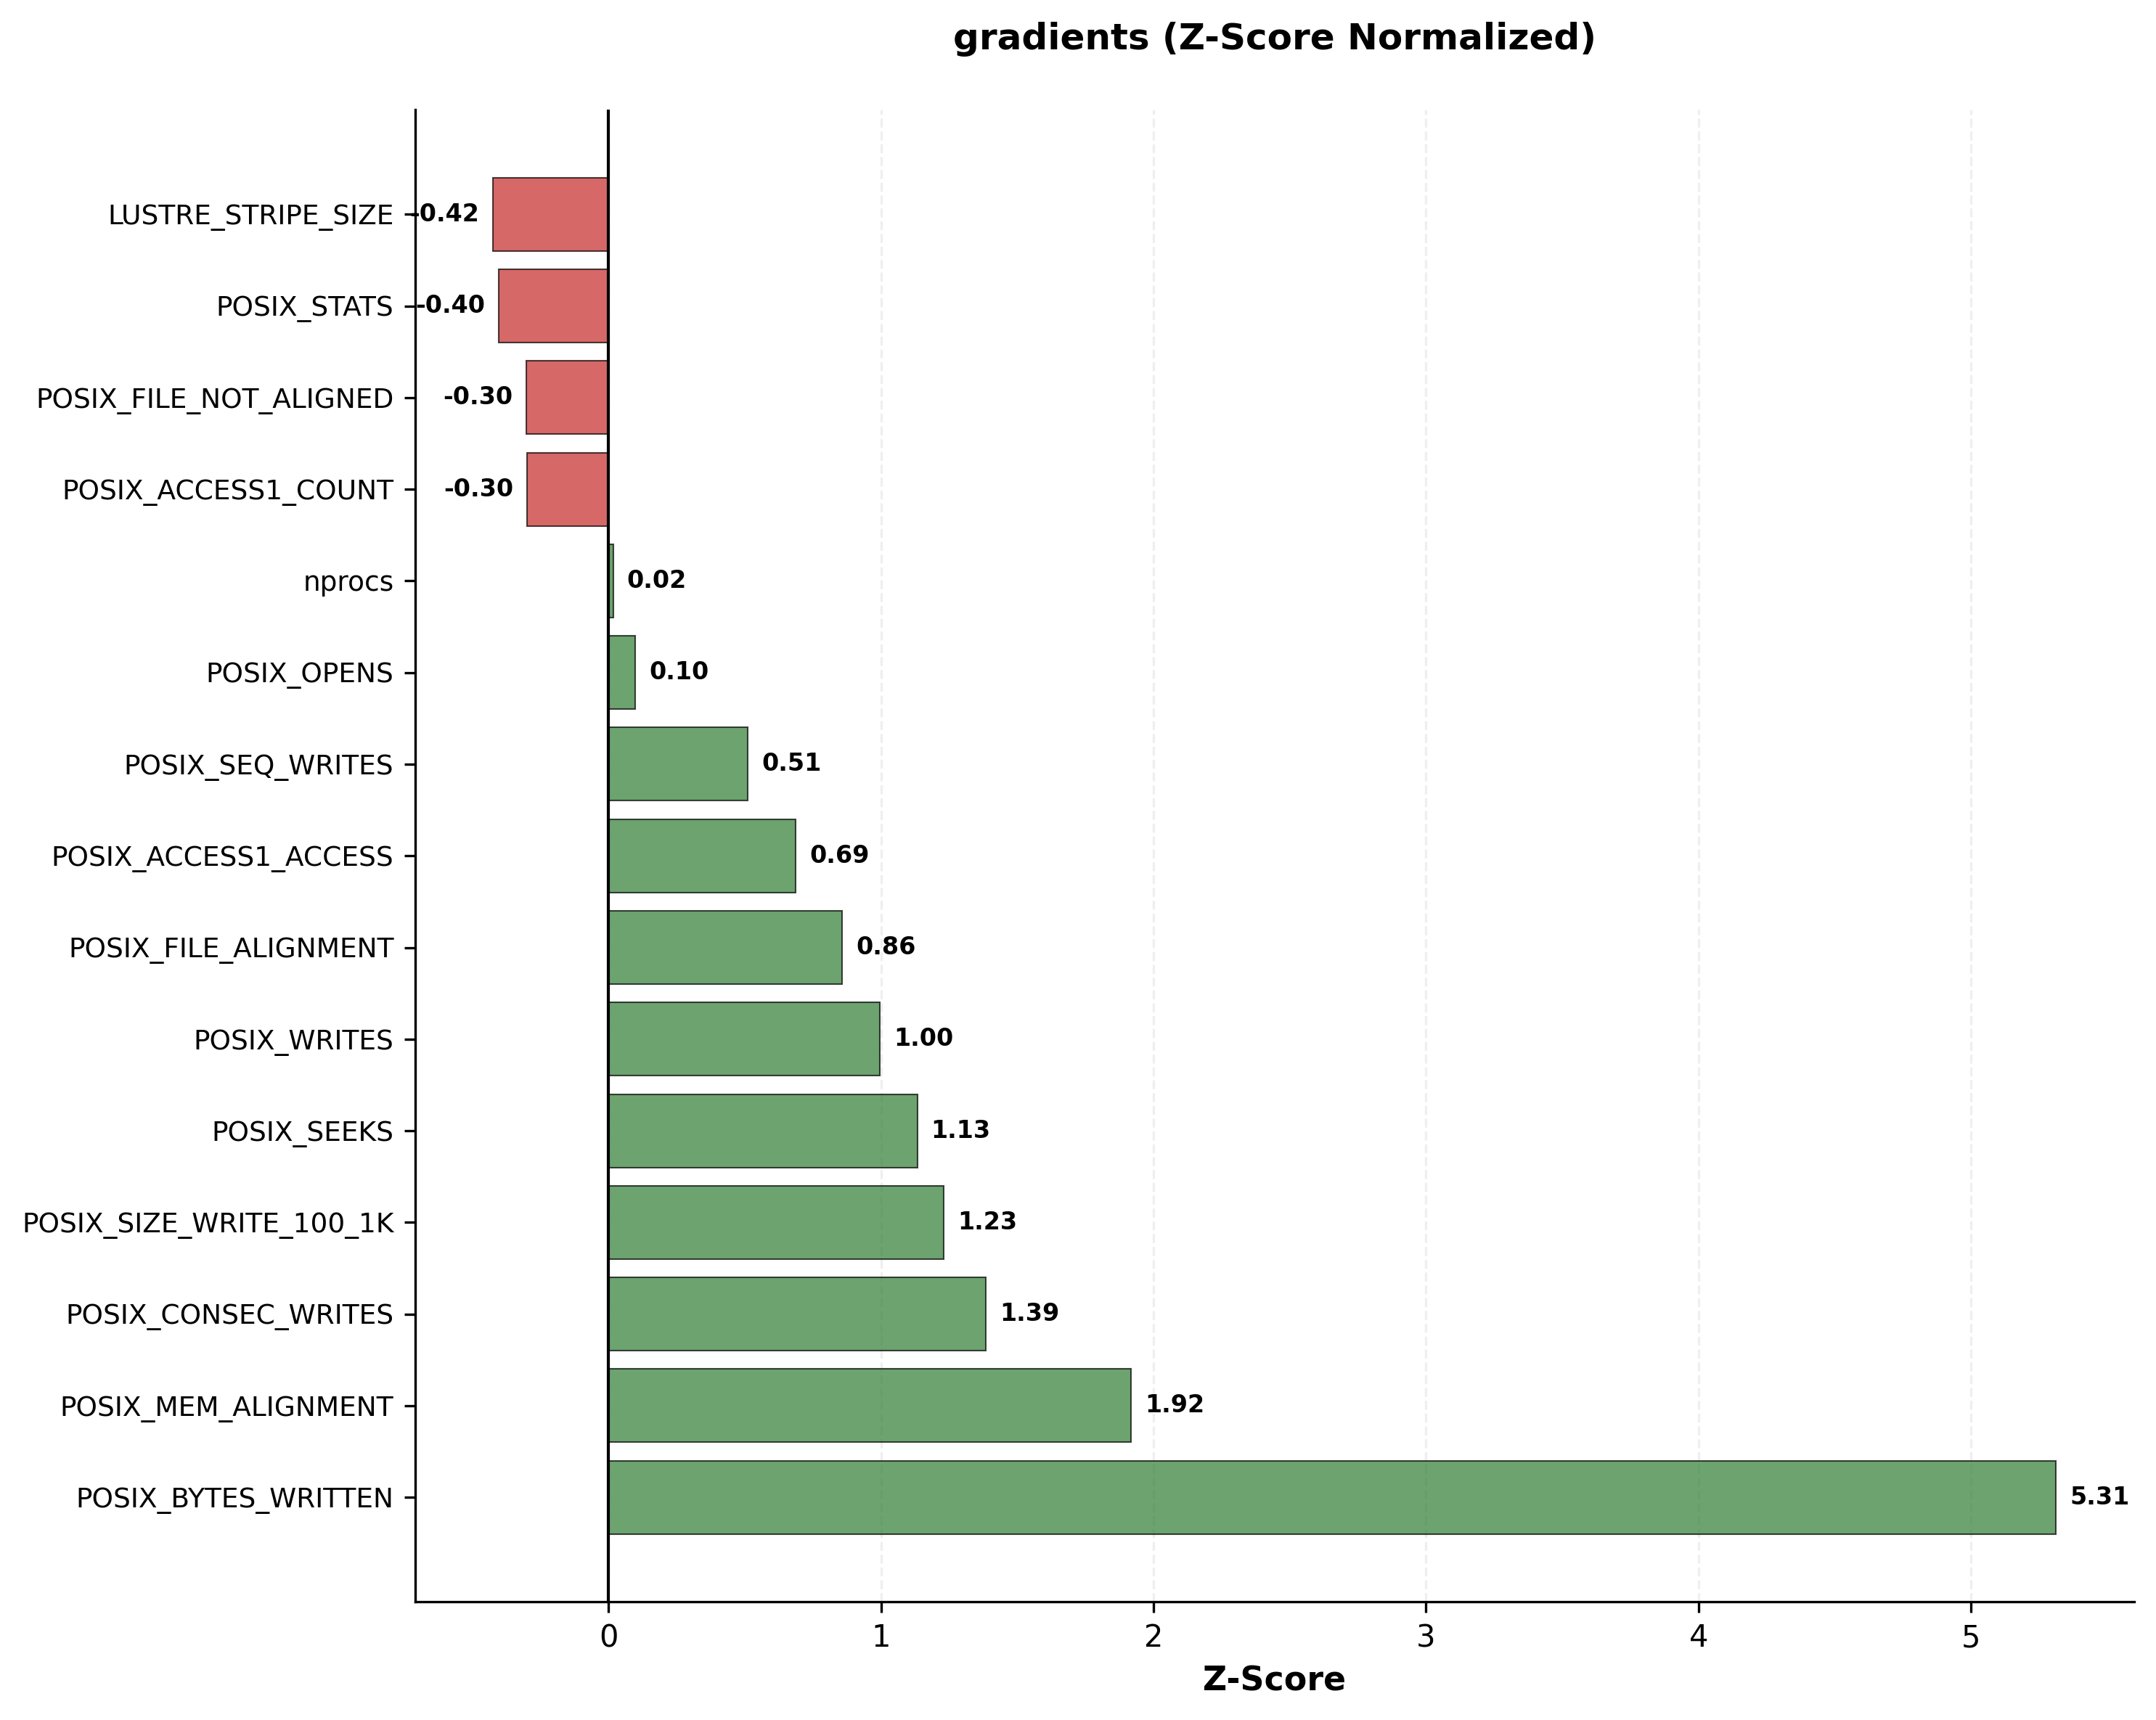 gradients (Z-Score Normalized)
LUSTRE_STRIPE_SIZE -0.42
POSIX_STATS -0.40
POSIX_FILE_NOT_ALIGNED -0.30
POSIX_ACCESS1_COUNT -0.30
nprocs 0.02
POSIX_OPENS 0.10
POSIX_SEQ_WRITES 0.51
POSIX_ACCESS1_ACCESS 0.69
POSIX_FILE_ALIGNMENT 0.86
POSIX_WRITES 1.00
POSIX_SEEKS 1.13
POSIX_SIZE_WRITE_100_1K 1.23
POSIX_CONSEC_WRITES 1.39
POSIX_MEM_ALIGNMENT 1.92
POSIX_BYTES_WRITTEN 5.31
0 1 2 3 4 5
Z-Score